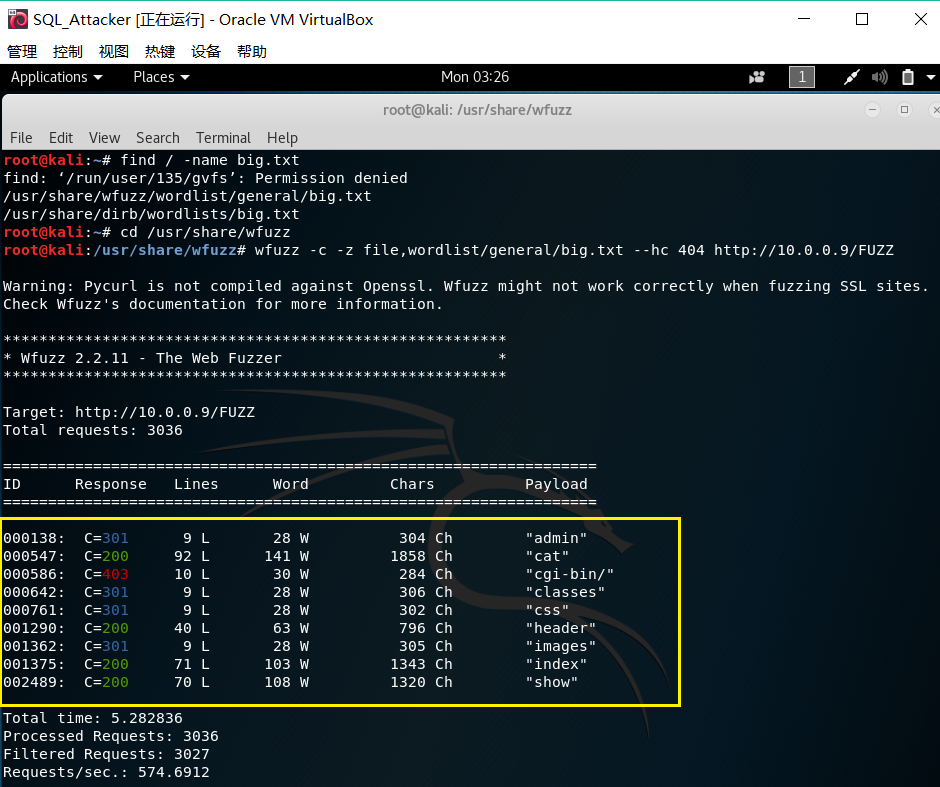 SQL_Attacker [正在运行] - Oracle VM VirtualBox
管理 控制 视图 热键 设备 帮助
Applications Places Mon 03:26 1
root@kali: /usr/share/wfuzz
File Edit View Search Terminal Help
root@kali:~# find / -name big.txt
find: ‘/run/user/135/gvfs’: Permission denied
/usr/share/wfuzz/wordlist/general/big.txt
/usr/share/dirb/wordlists/big.txt
root@kali:~# cd /usr/share/wfuzz
root@kali:/usr/share/wfuzz# wfuzz -c -z file,wordlist/general/big.txt --hc 404 http://10.0.0.9/FUZZ
Warning: Pycurl is not compiled against Openssl. Wfuzz might not work correctly when fuzzing SSL sites.
Check Wfuzz's documentation for more information.
********************************************************
* Wfuzz 2.2.11 - The Web Fuzzer                        *
********************************************************
Target: http://10.0.0.9/FUZZ
Total requests: 3036
==================================================================
ID      Response   Lines      Word         Chars          Payload
==================================================================
000138:  C=301      9 L       28 W          304 Ch        "admin"
000547:  C=200     92 L      141 W         1858 Ch        "cat"
000586:  C=403     10 L       30 W          284 Ch        "cgi-bin/"
000642:  C=301      9 L       28 W          306 Ch        "classes"
000761:  C=301      9 L       28 W          302 Ch        "css"
001290:  C=200     40 L       63 W          796 Ch        "header"
001362:  C=301      9 L       28 W          305 Ch        "images"
001375:  C=200     71 L      103 W         1343 Ch        "index"
002489:  C=200     70 L      108 W         1320 Ch        "show"
Total time: 5.282836
Processed Requests: 3036
Filtered Requests: 3027
Requests/sec.: 574.6912